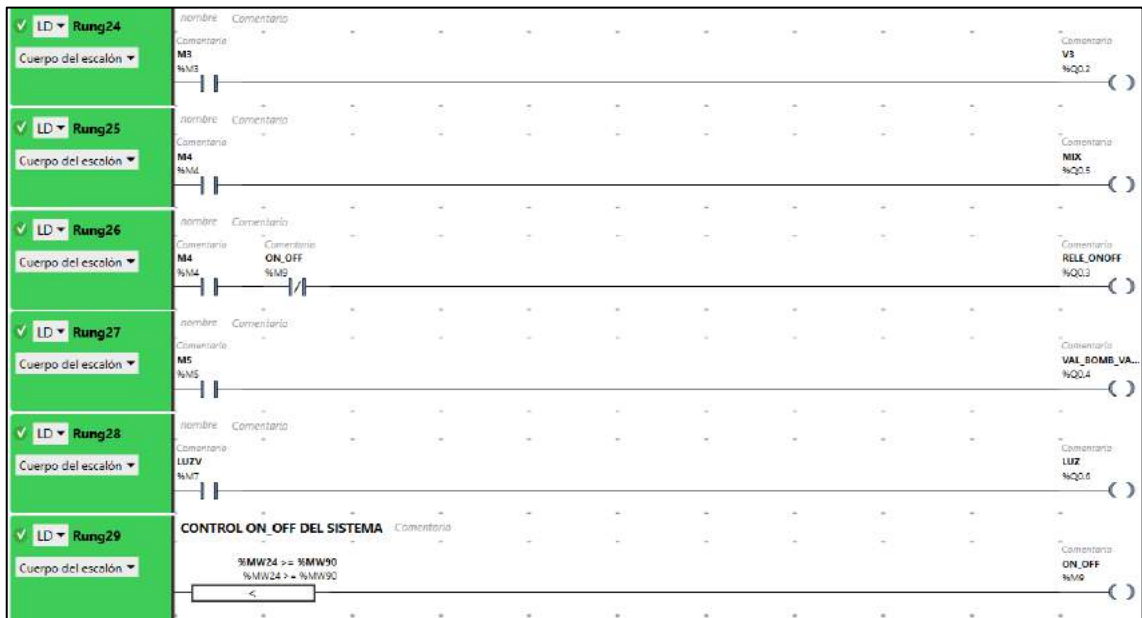 LD Rung24
Cuerpo del escalón
nombre Comentario
Comentario
M3
%M3
Comentario
V3
%Q0.2
LD Rung25
Cuerpo del escalón
nombre Comentario
Comentario
M4
%M4
Comentario
MIX
%Q0.5
LD Rung26
Cuerpo del escalón
nombre Comentario
Comentario
M4
%M4
Comentario
ON_OFF
%M9
Comentario
RELE_ONOFF
%Q0.3
LD Rung27
Cuerpo del escalón
nombre Comentario
Comentario
M5
%M5
Comentario
VAL_BOMB_VA...
%Q0.4
LD Rung28
Cuerpo del escalón
nombre Comentario
Comentario
LUZV
%M7
Comentario
LUZ
%Q0.6
LD Rung29
Cuerpo del escalón
CONTROL ON_OFF DEL SISTEMA Comentario
%MW24 >= %MW90
%MW24 >= %MW90
<
Comentario
ON_OFF
%M9